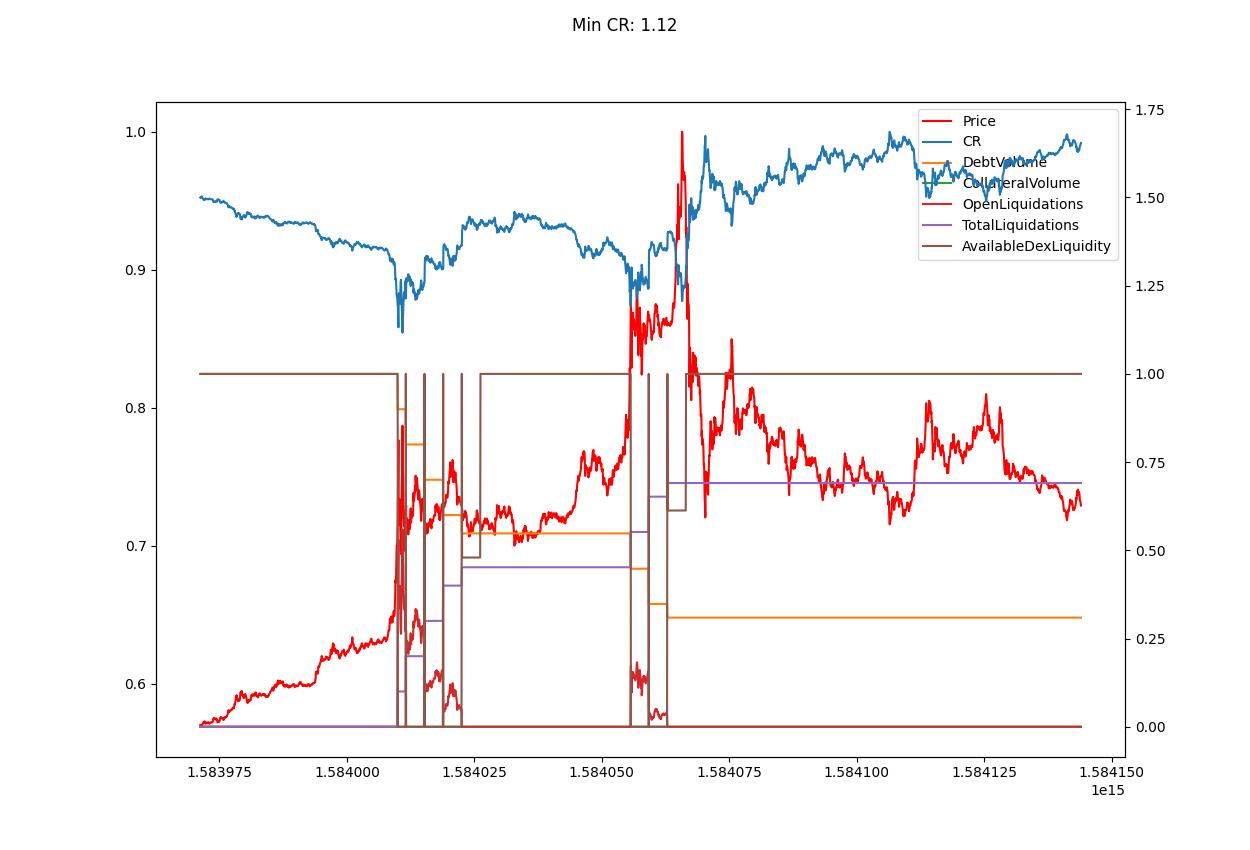 Min CR: 1.12
1.0
0.9
0.8
0.7
0.6
1.75
1.50
1.25
1.00
0.75
0.50
0.25
0.00
Price
CR
DebtVolume
CollateralVolume
OpenLiquidations
TotalLiquidations
AvailableDexLiquidity
1.583975 1.584000 1.584025 1.584050 1.584075 1.584100 1.584125 1.584150
1e15